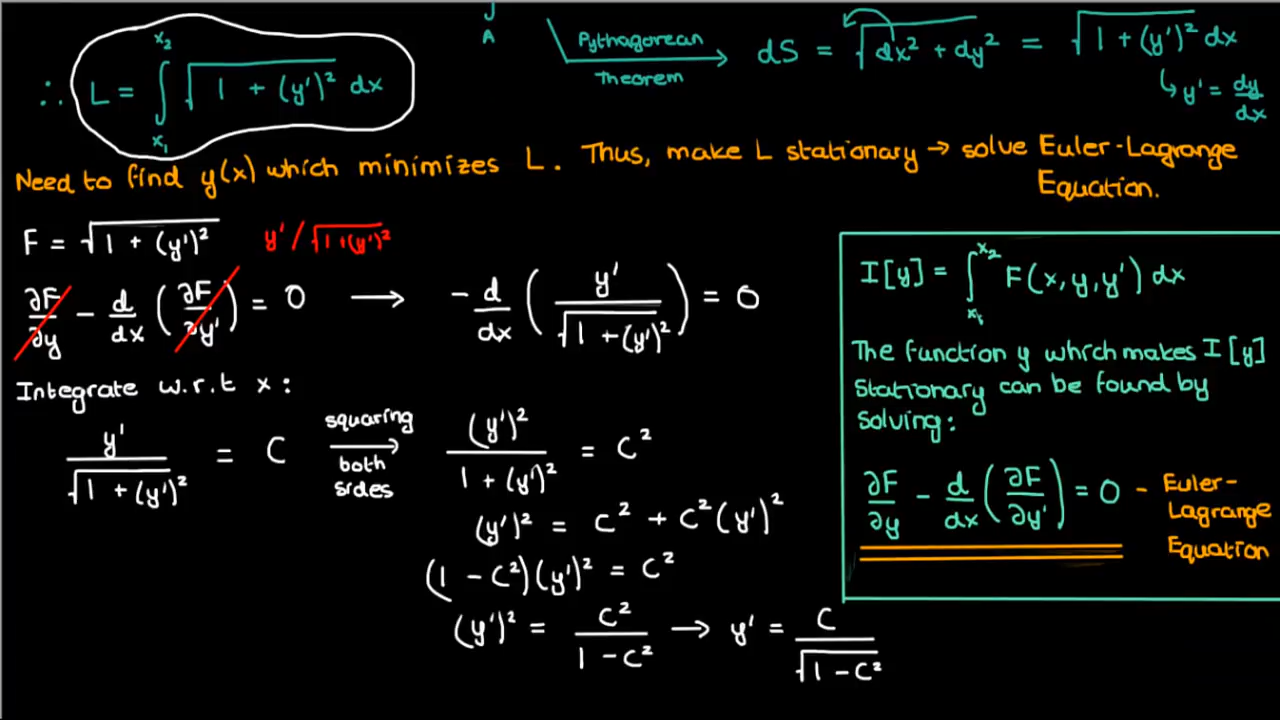 ∴ L = ∫_{x₁}^{x₂} √(1 + (y')²) dx
∫
A
Pythagorean
Theorem
dS = √(dx² + dy²) = √(1 + (y')²) dx
↳ y' = dy/dx
Need to find y(x) which minimizes L. Thus, make L stationary → solve Euler-Lagrange
Equation.
F = √(1 + (y')²)
y' / √(1+(y')²)
∂F/∂y - d/dx (∂F/∂y') = 0 → - d/dx (y' / √(1 + (y')²)) = 0
Integrate w.r.t x:
y' / √(1 + (y')²) = C
squaring
both
sides
(y')² / (1 + (y')²) = C²
(y')² = C² + C²(y')²
(1 - C²)(y')² = C²
(y')² = C² / (1 - C²) → y' = C / √(1 - C²)
I[y] = ∫_{x₁}^{x₂} F(x, y, y') dx
The function y which makes I[y]
stationary can be found by
solving:
∂F/∂y - d/dx (∂F/∂y') = 0 - Euler-
Lagrange
Equation